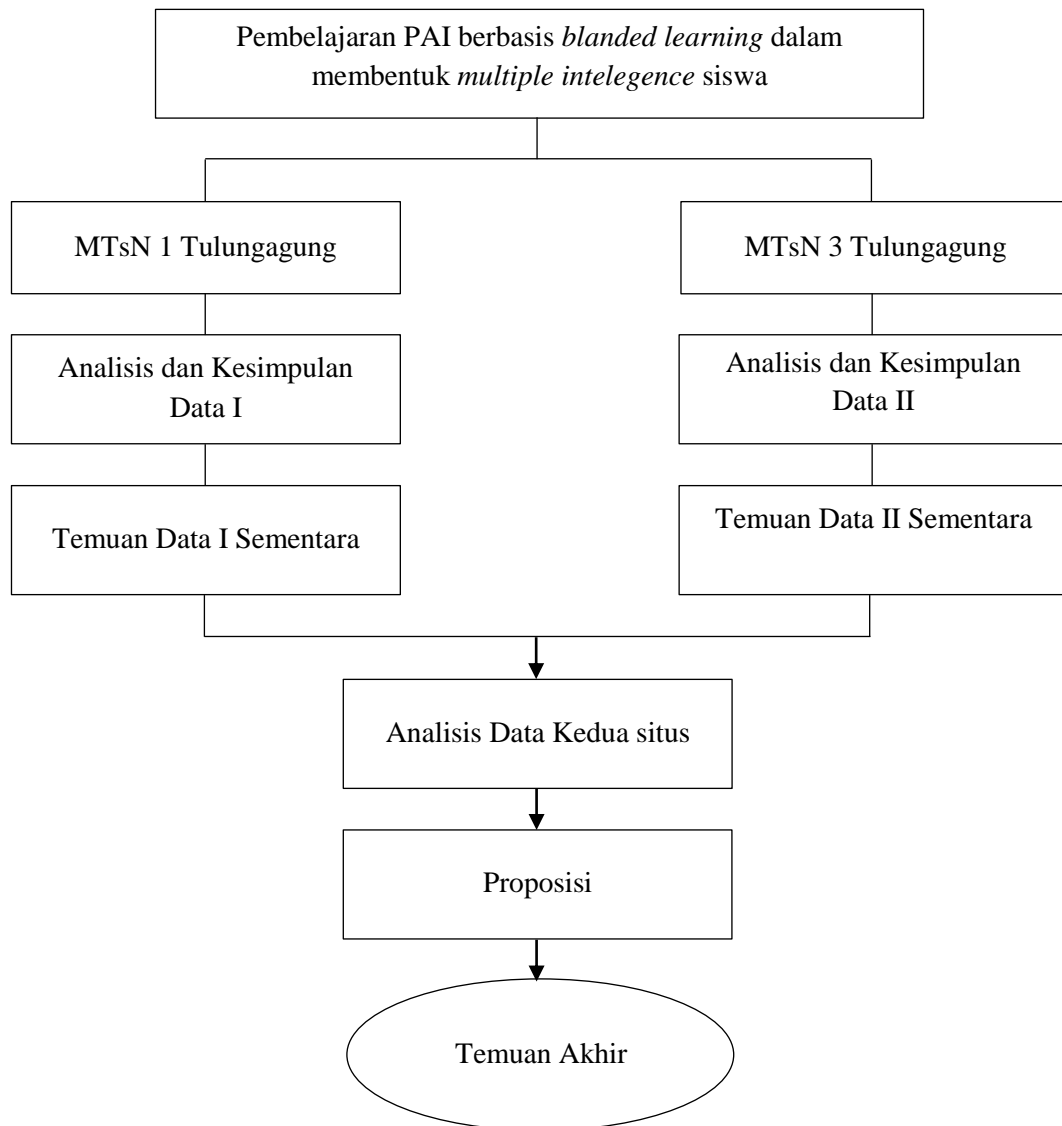 Pembelajaran PAI berbasis blanded learning dalam
membentuk multiple intelegence siswa
MTsN 1 Tulungagung
MTsN 3 Tulungagung
Analisis dan Kesimpulan
Data I
Analisis dan Kesimpulan
Data II
Temuan Data I Sementara
Temuan Data II Sementara
Analisis Data Kedua situs
Proposisi
Temuan Akhir